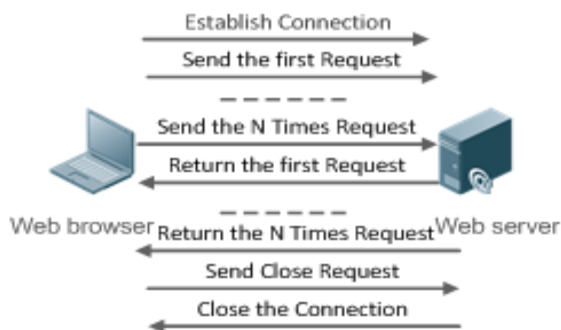 Establish Connection
Send the first Request
Send the N Times Request
Return the first Request
Web browser
Web server
Return the N Times Request
Send Close Request
Close the Connection